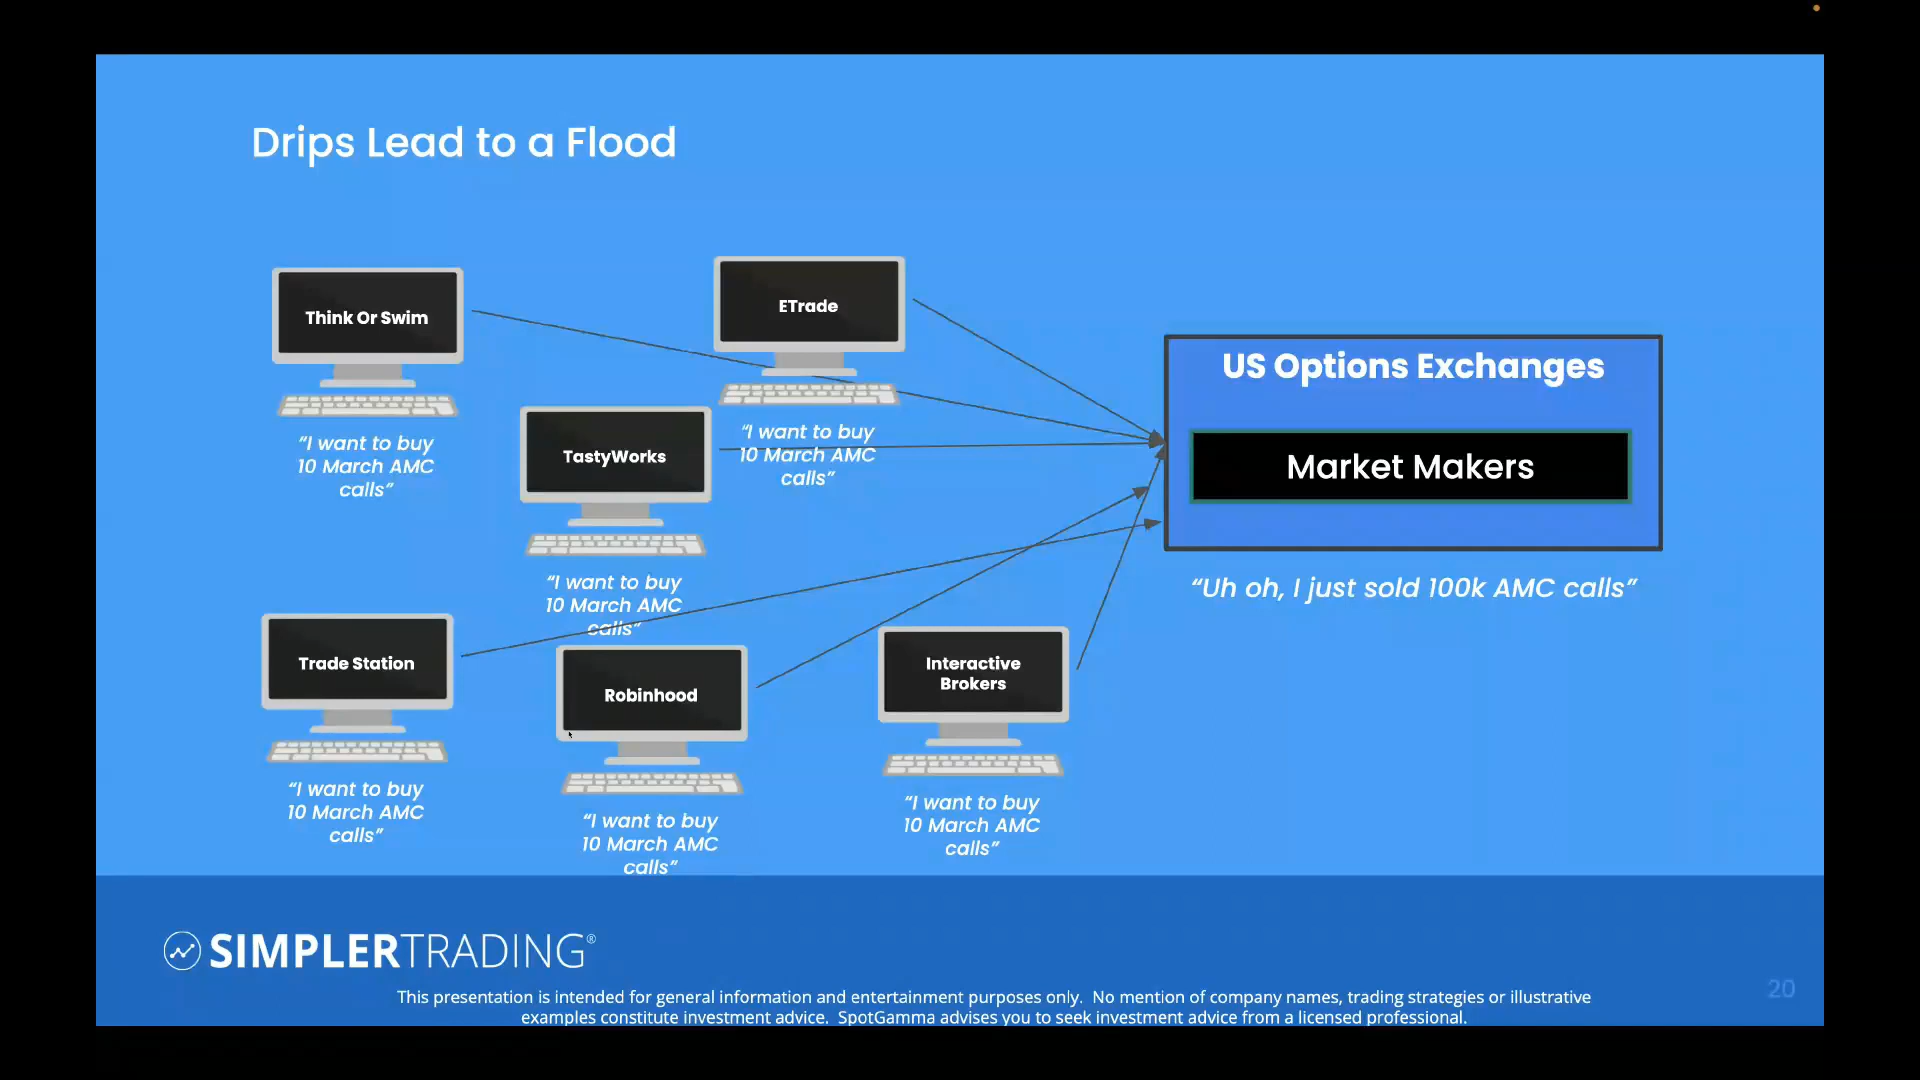 Drips Lead to a Flood
Think Or Swim
“I want to buy
10 March AMC
calls”
ETrade
“I want to buy
10 March AMC
calls”
TastyWorks
“I want to buy
10 March AMC
calls”
US Options Exchanges
Market Makers
“Uh oh, I just sold 100k AMC calls”
Trade Station
“I want to buy
10 March AMC
calls”
Robinhood
“I want to buy
10 March AMC
calls”
Interactive
Brokers
“I want to buy
10 March AMC
calls”
SIMPLERTRADING®
20
This presentation is intended for general information and entertainment purposes only. No mention of company names, trading strategies or illustrative
examples constitute investment advice. SpotGamma advises you to seek investment advice from a licensed professional.